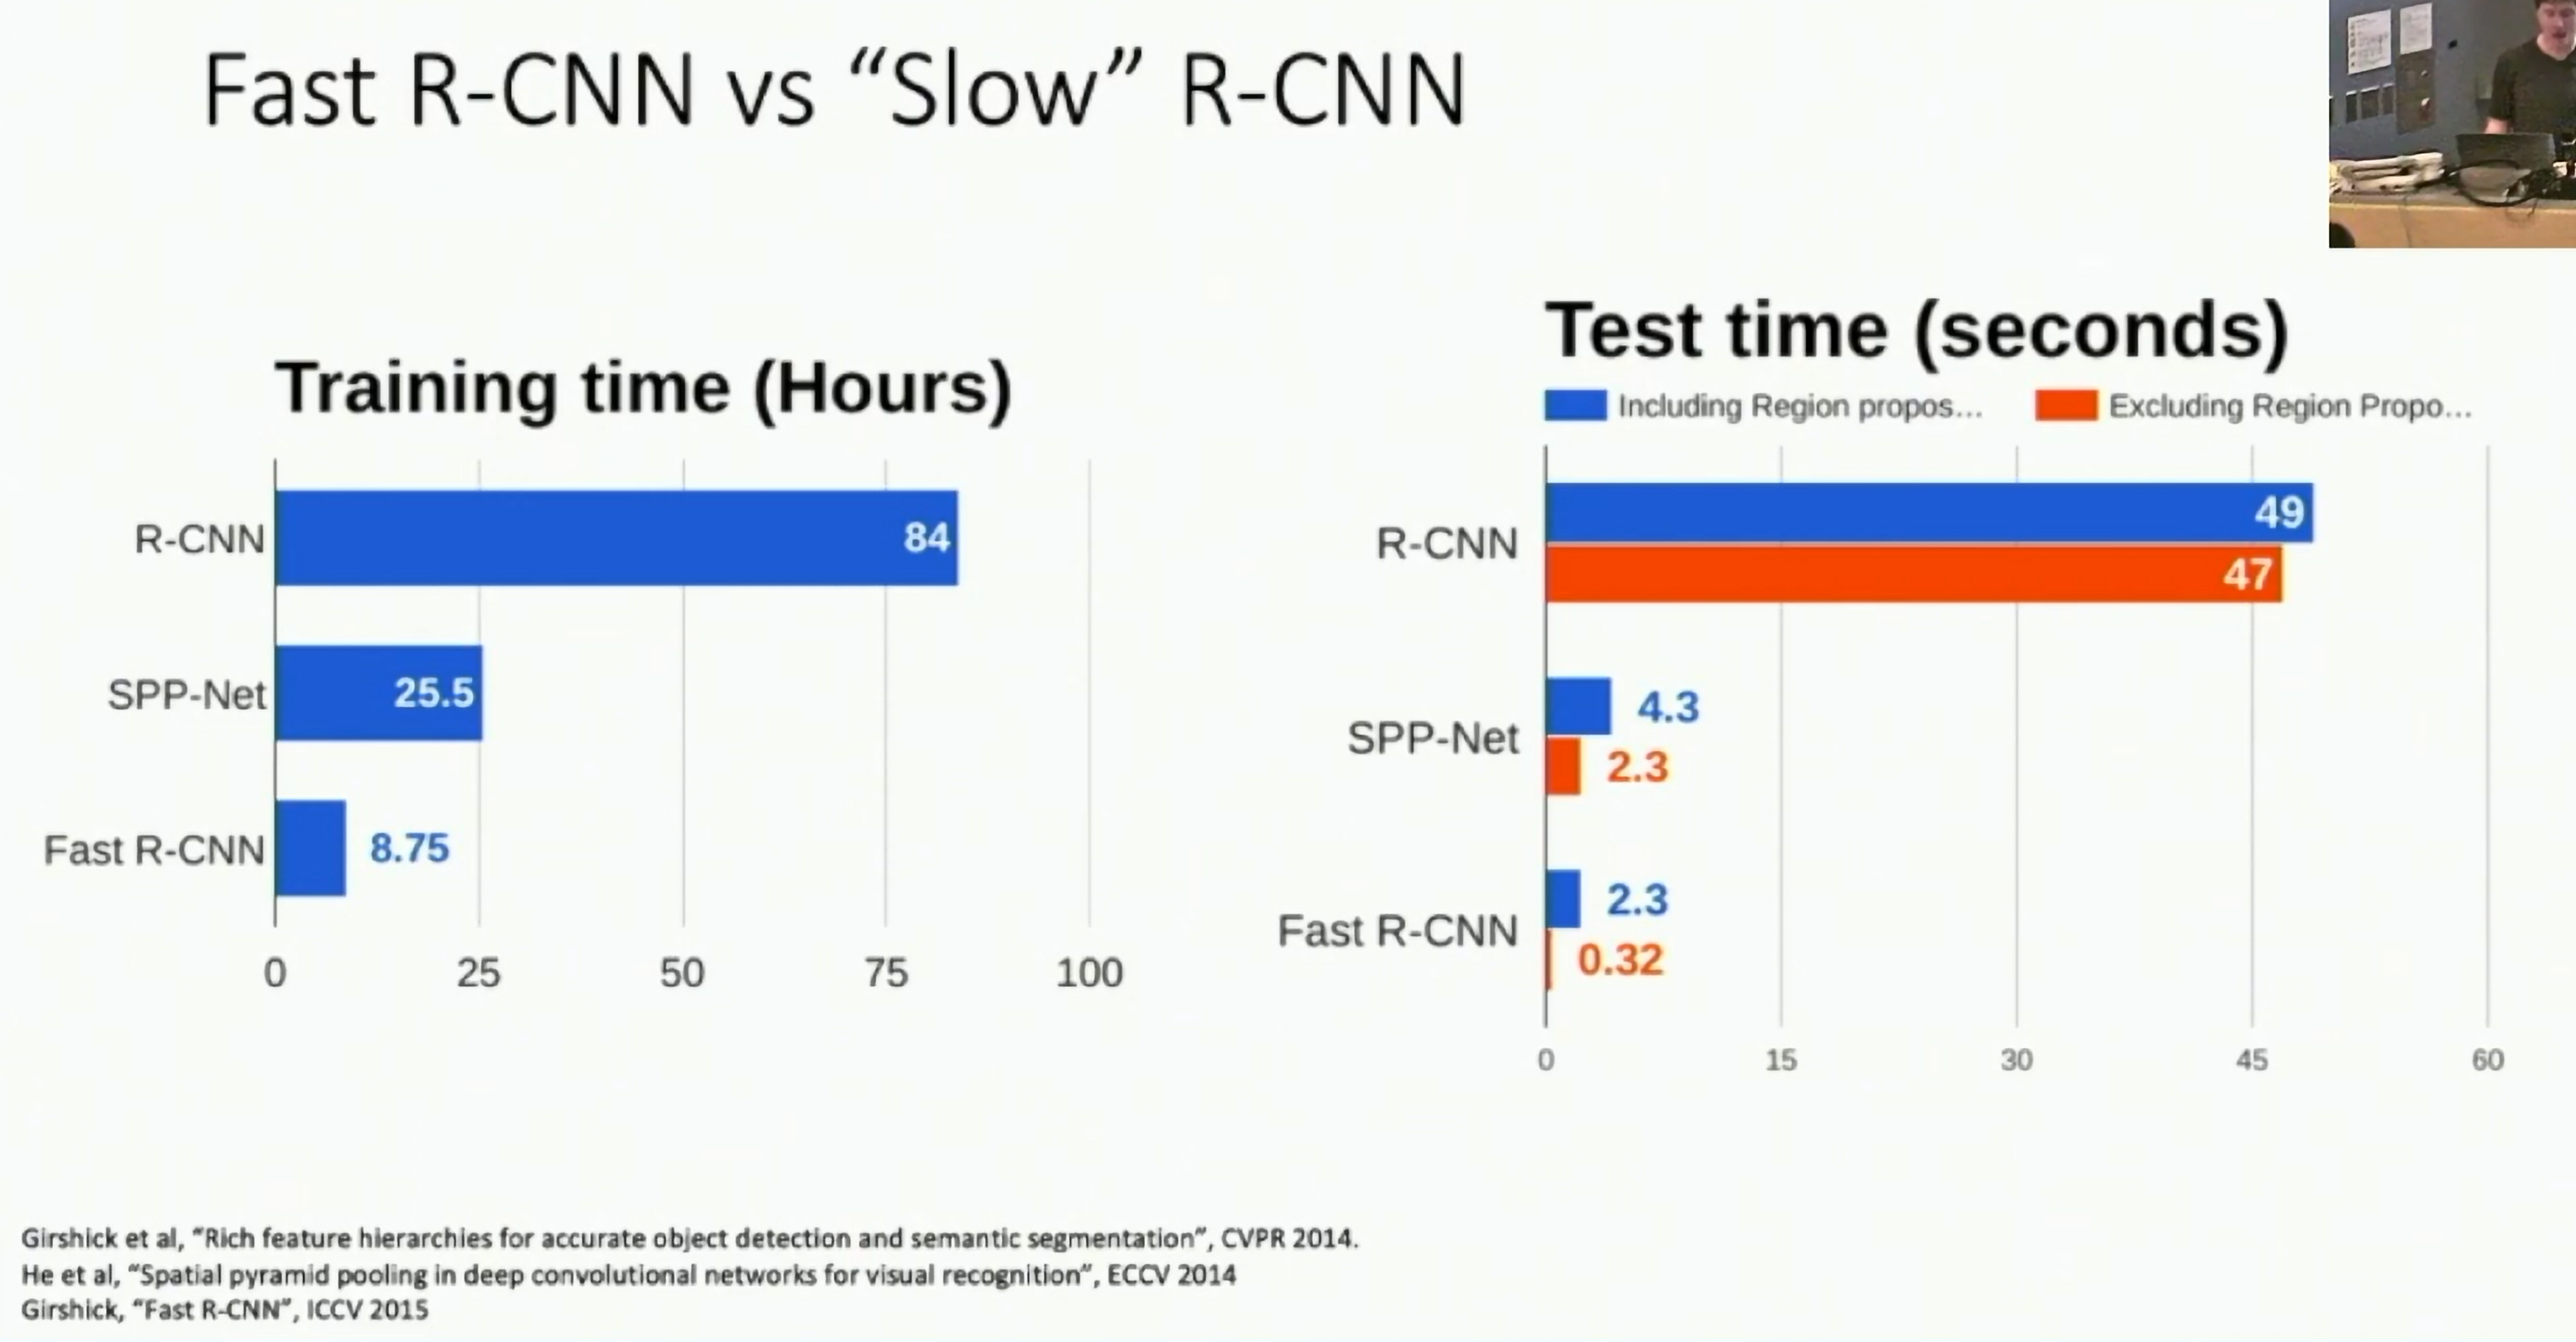 Fast R-CNN vs “Slow” R-CNN
Training time (Hours)
R-CNN
84
SPP-Net
25.5
Fast R-CNN
8.75
0 25 50 75 100
Test time (seconds)
Including Region propos... Excluding Region Propo...
R-CNN
49
47
SPP-Net
4.3
2.3
Fast R-CNN
2.3
0.32
0 15 30 45 60
Girshick et al, “Rich feature hierarchies for accurate object detection and semantic segmentation”, CVPR 2014.
He et al, “Spatial pyramid pooling in deep convolutional networks for visual recognition”, ECCV 2014
Girshick, “Fast R-CNN”, ICCV 2015